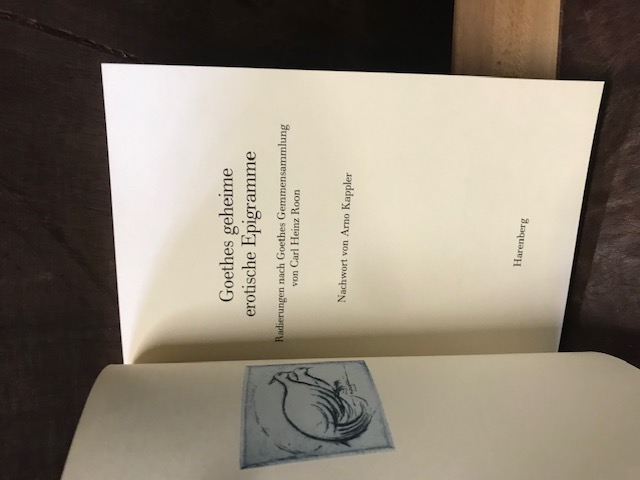 Goethes geheime
erotische Epigramme
Radierungen nach Goethes Gemmensammlung
von Carl Heinz Roon
Nachwort von Arno Kappler
Harenberg